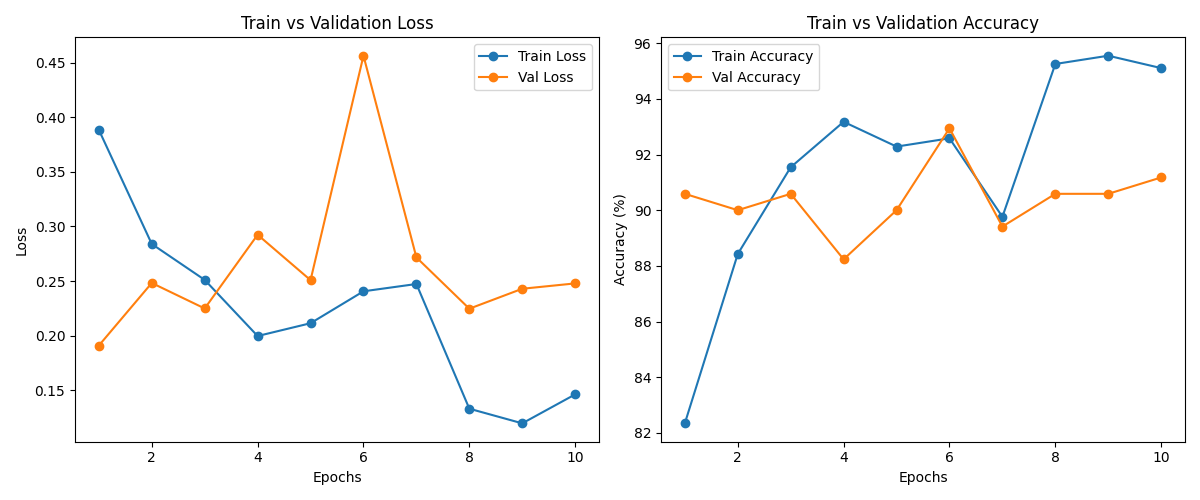 Train vs Validation Loss
Train Loss
Val Loss
0.45
0.40
0.35
0.30
0.25
0.20
0.15
Loss
2 4 6 8 10
Epochs
Train vs Validation Accuracy
Train Accuracy
Val Accuracy
96
94
92
90
88
86
84
82
Accuracy (%)
2 4 6 8 10
Epochs